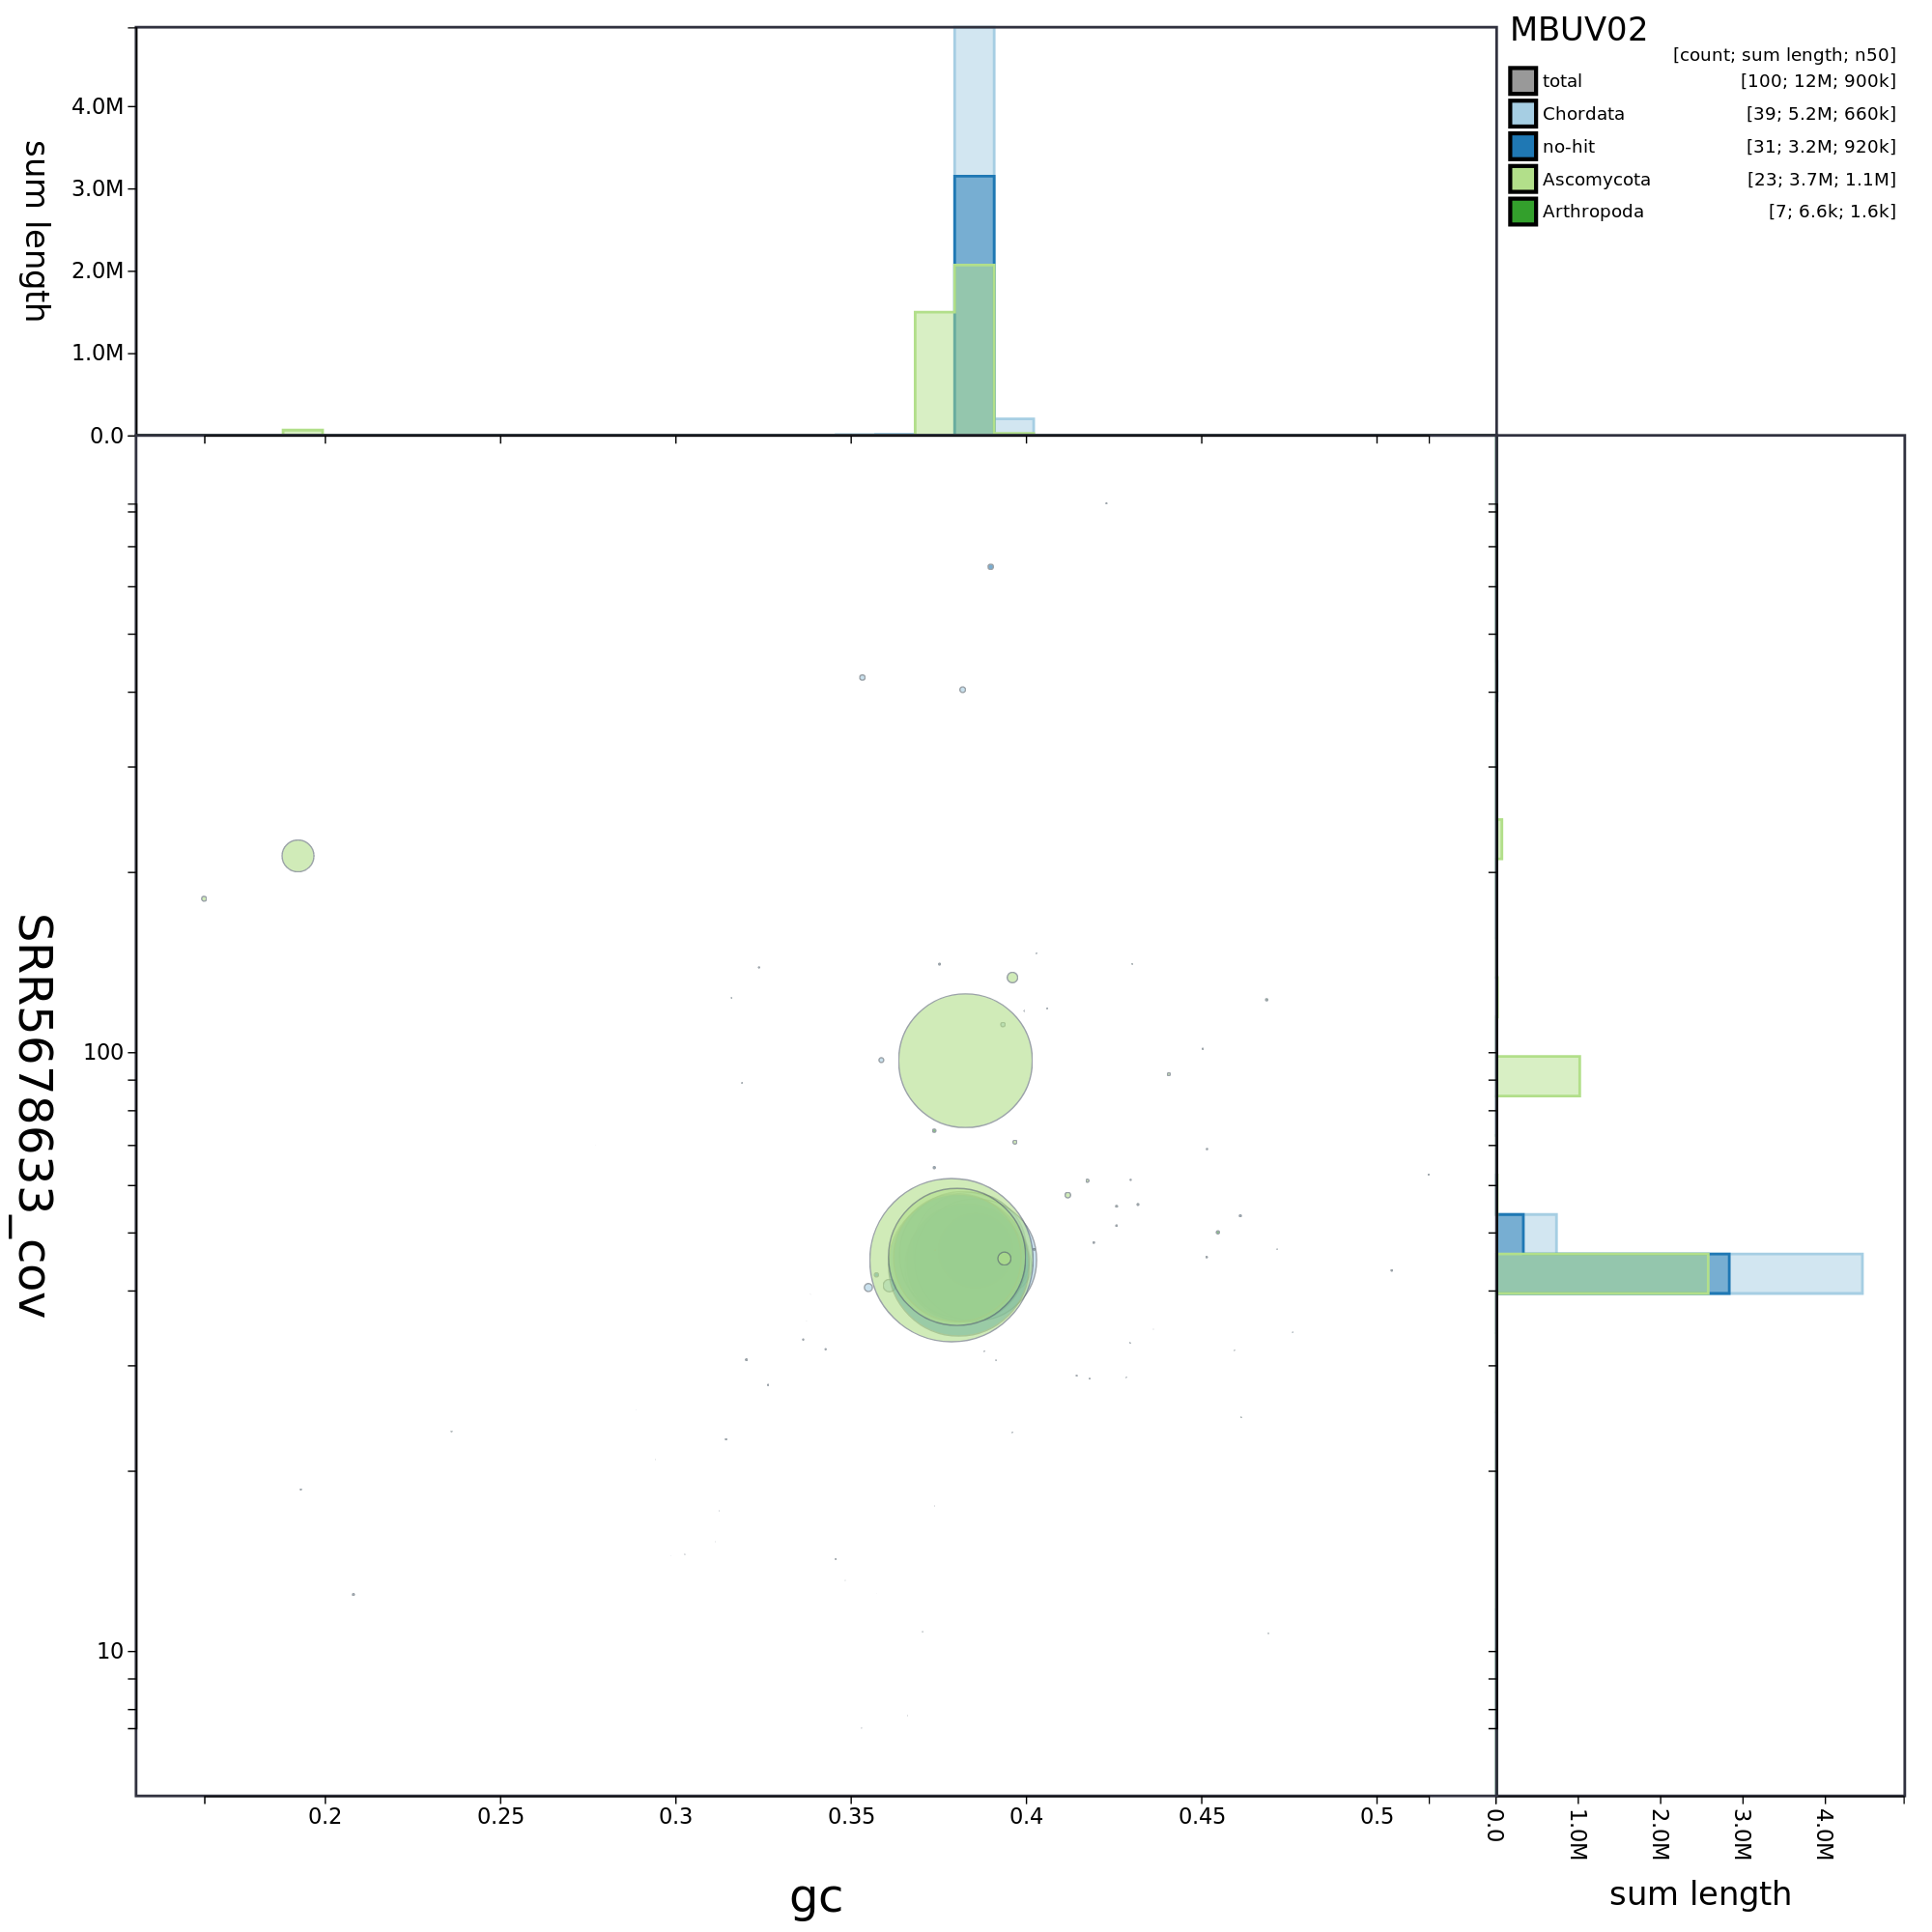 MBUV02
[count; sum length; n50]
total [100; 12M; 900k]
Chordata [39; 5.2M; 660k]
no-hit [31; 3.2M; 920k]
Ascomycota [23; 3.7M; 1.1M]
Arthropoda [7; 6.6k; 1.6k]
sum length
4.0M
3.0M
2.0M
1.0M
0.0
SRR5678633_cov
100
10
0.2 0.25 0.3 0.35 0.4 0.45 0.5
gc
0.0 1.0M 2.0M 3.0M 4.0M
sum length